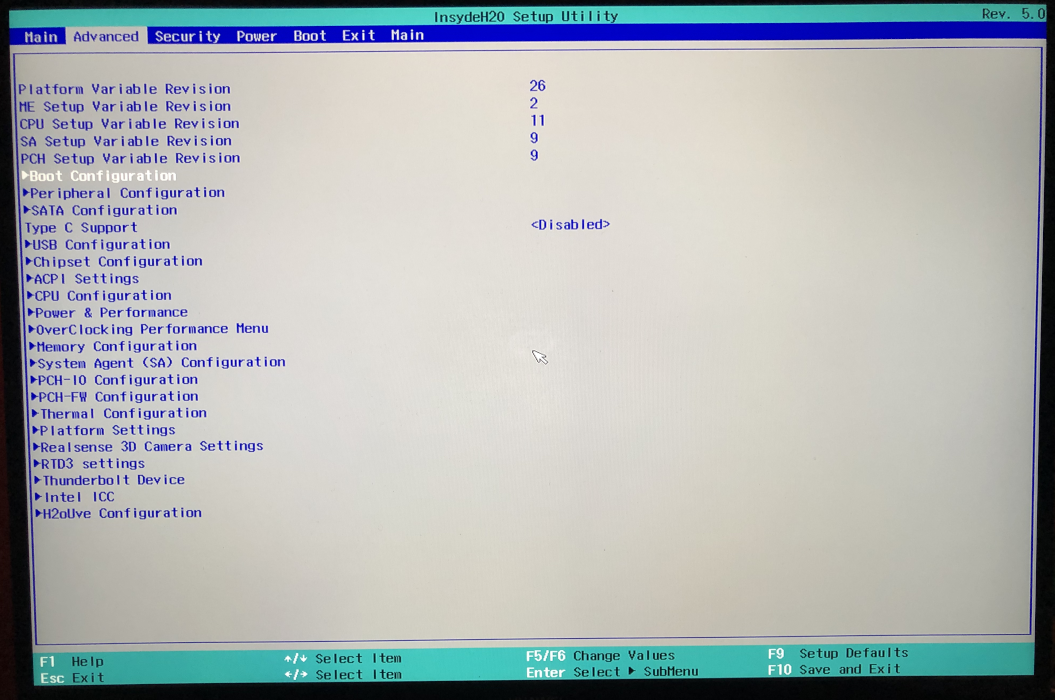 InsydeH20 Setup Utility Rev. 5.0
Main Advanced Security Power Boot Exit Main
Platform Variable Revision 26
ME Setup Variable Revision 2
CPU Setup Variable Revision 11
SA Setup Variable Revision 9
PCH Setup Variable Revision 9
▶Boot Configuration
▶Peripheral Configuration
▶SATA Configuration
Type C Support <Disabled>
▶USB Configuration
▶Chipset Configuration
▶ACPI Settings
▶CPU Configuration
▶Power & Performance
▶OverClocking Performance Menu
▶Memory Configuration
▶System Agent (SA) Configuration
▶PCH-IO Configuration
▶PCH-FW Configuration
▶Thermal Configuration
▶Platform Settings
▶Realsense 3D Camera Settings
▶RTD3 settings
▶Thunderbolt Device
▶Intel ICC
▶H2oUve Configuration
F1 Help ↑/↓ Select Item F5/F6 Change Values F9 Setup Defaults
Esc Exit ←/→ Select Item Enter Select ▶ SubMenu F10 Save and Exit